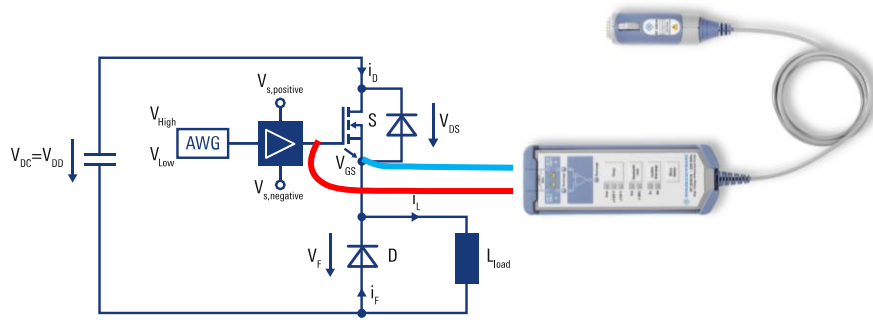 i_D
V_s,positive
V_High
AWG
S
V_DS
V_DC=V_DD
V_Low
V_GS
V_s,negative
i_L
V_F
D
L_load
i_F